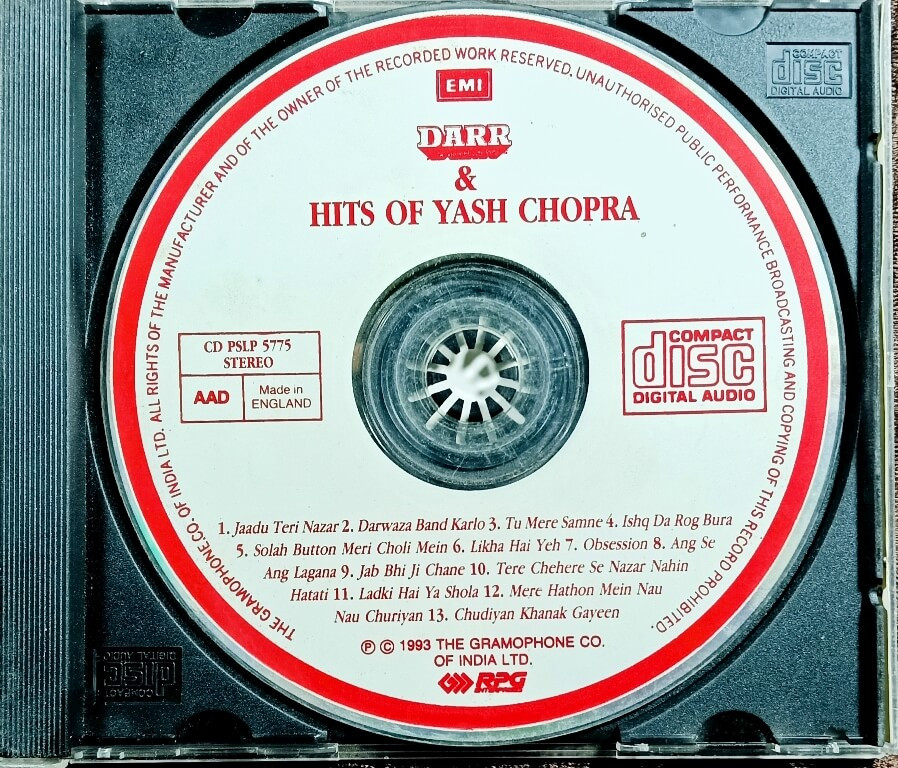 COMPACT
disc
DIGITAL AUDIO
THE GRAMOPHONE CO. OF INDIA LTD. ALL RIGHTS OF THE MANUFACTURER AND OF THE OWNER OF THE RECORDED WORK RESERVED. UNAUTHORISED PUBLIC PERFORMANCE BROADCASTING AND COPYING OF THIS RECORD PROHIBITED.
EMI
DARR
&
HITS OF YASH CHOPRA
CD PSLP 5775
STEREO
AAD
Made in
ENGLAND
COMPACT
disc
DIGITAL AUDIO
1. Jaadu Teri Nazar 2. Darwaza Band Karlo 3. Tu Mere Samne 4. Ishq Da Rog Bura
5. Solah Button Meri Choli Mein 6. Likha Hai Yeh 7. Obsession 8. Ang Se
Ang Lagana 9. Jab Bhi Ji Chane 10. Tere Chehere Se Nazar Nahin
Hatati 11. Ladki Hai Ya Shola 12. Mere Hathon Mein Nau
Nau Churiyan 13. Chudiyan Khanak Gayeen
℗ © 1993 THE GRAMOPHONE CO.
OF INDIA LTD.
RPG
COMPACT
disc
DIGITAL AUDIO